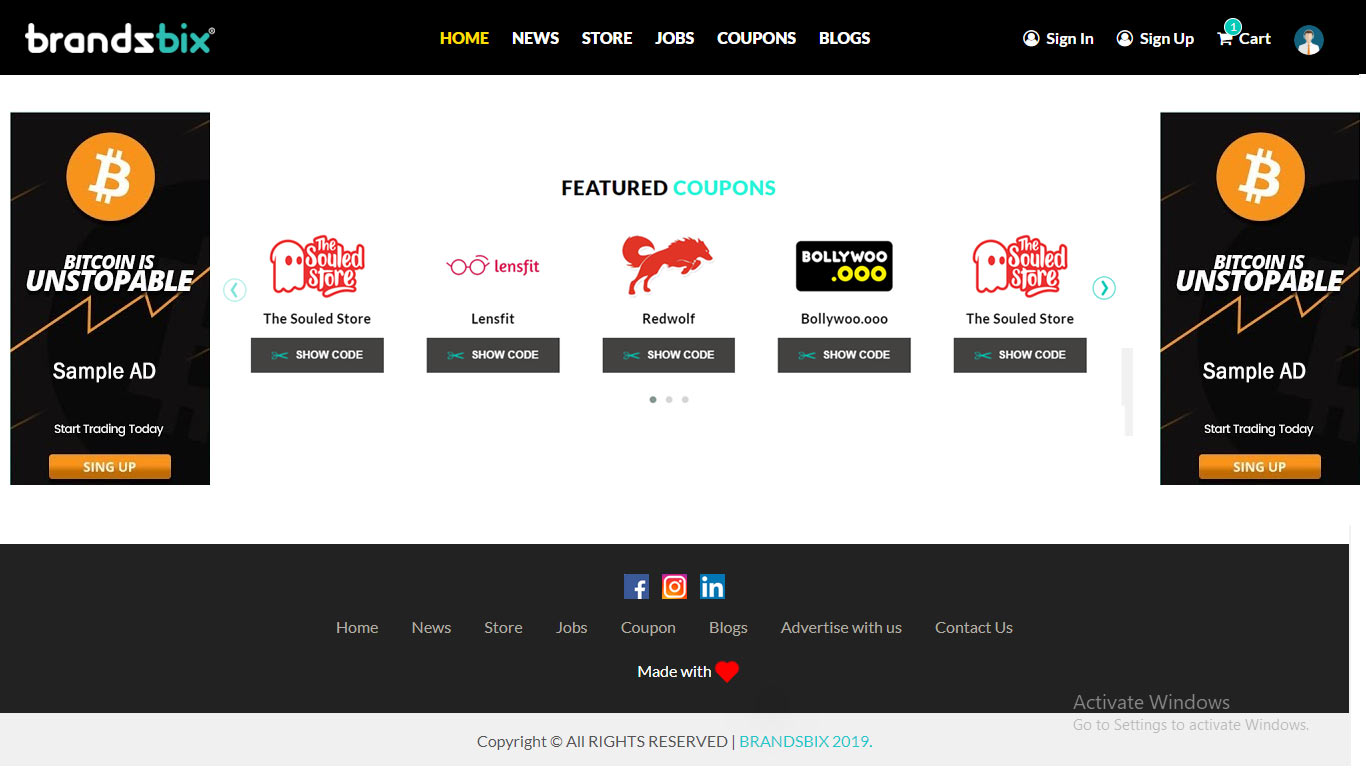 brandsbix®
HOME NEWS STORE JOBS COUPONS BLOGS
Sign In Sign Up 1 Cart
BITCOIN IS
UNSTOPABLE
Sample AD
Start Trading Today
SING UP
FEATURED COUPONS
The
Souled
Store
The Souled Store
SHOW CODE
lensfit
Lensfit
SHOW CODE
Redwolf
SHOW CODE
BOLLYWOO
.OOO
Bollywoo.ooo
SHOW CODE
The
Souled
Store
The Souled Store
SHOW CODE
BITCOIN IS
UNSTOPABLE
Sample AD
Start Trading Today
SING UP
Home News Store Jobs Coupon Blogs Advertise with us Contact Us
Made with
Activate Windows
Go to Settings to activate Windows.
Copyright © All RIGHTS RESERVED | BRANDSBIX 2019.